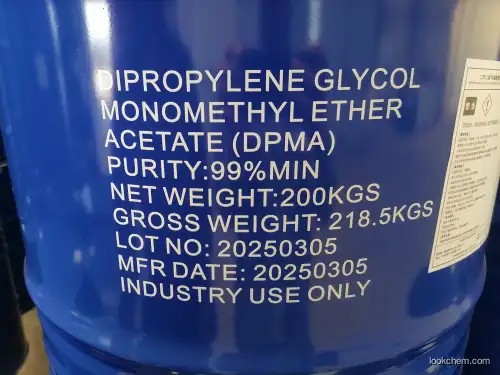 DIPROPYLENE GLYCOL
MONOMETHYL ETHER
ACETATE (DPMA)
PURITY:99%MIN
NET WEIGHT:200KGS
GROSS WEIGHT: 218.5KGS
LOT NO: 20250305
MFR DATE: 20250305
INDUSTRY USE ONLY
lookchem.com